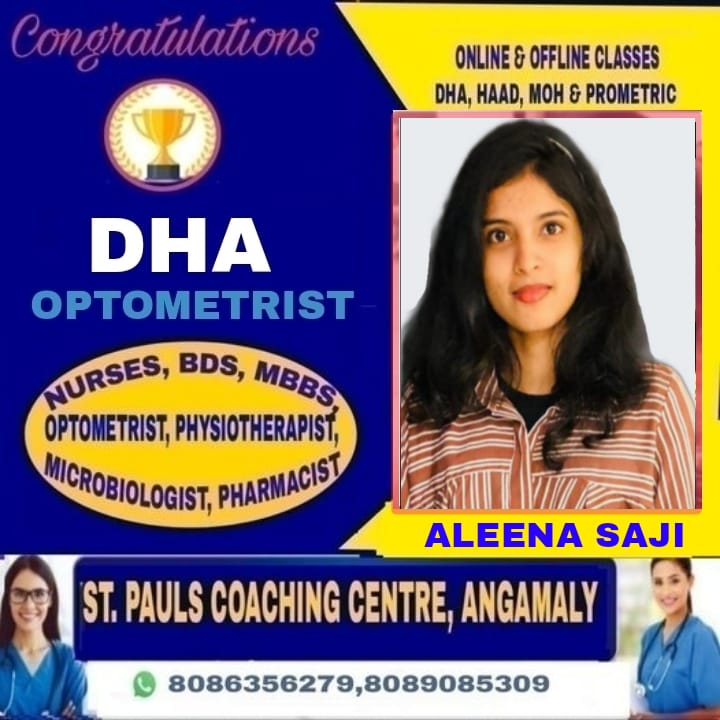 Congratulations
ONLINE & OFFLINE CLASSES
DHA, HAAD, MOH & PROMETRIC
DHA
OPTOMETRIST
NURSES, BDS, MBBS,
OPTOMETRIST, PHYSIOTHERAPIST,
MICROBIOLOGIST, PHARMACIST
ALEENA SAJI
ST. PAULS COACHING CENTRE, ANGAMALY
8086356279,8089085309